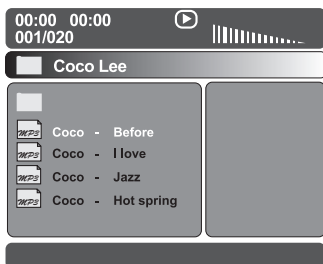 00:00 00:00
001/020
Coco Lee
MP3 Coco - Before
MP3 Coco - I love
MP3 Coco - Jazz
MP3 Coco - Hot spring